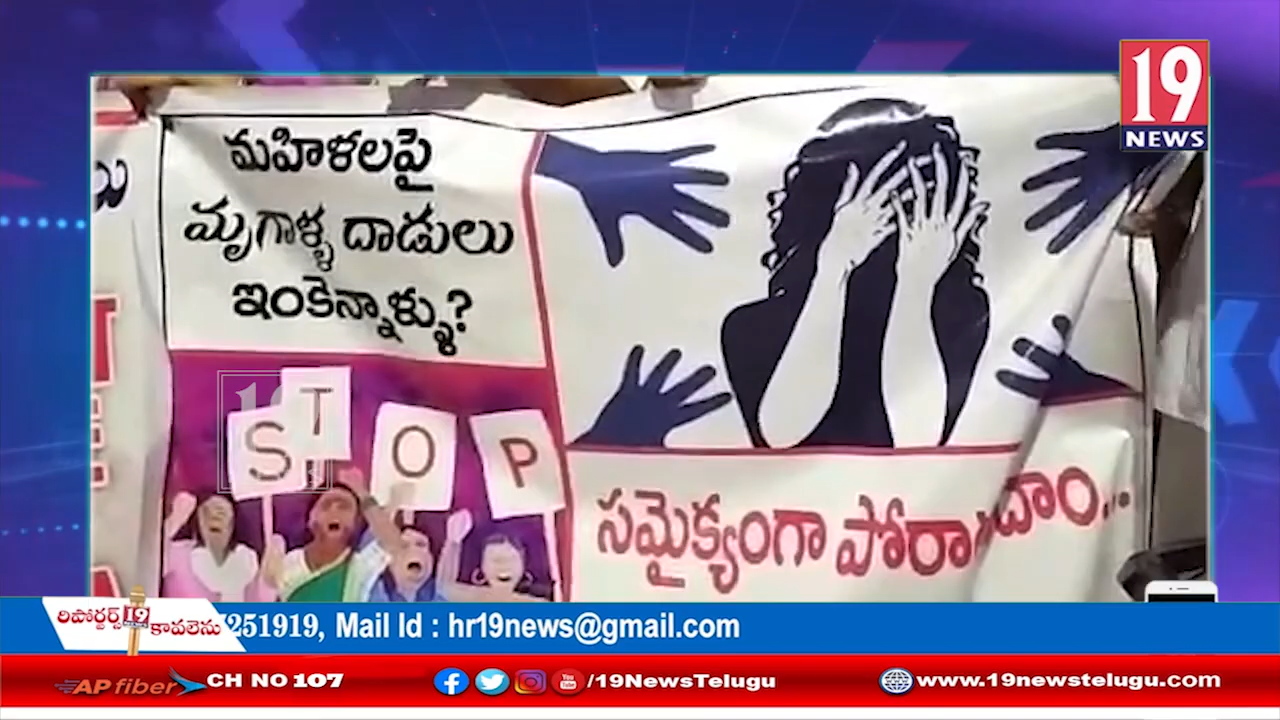 19
NEWS
మహిళలపై
మృగాళ్ళ దాడులు
ఇంకెన్నాళ్ళు?
S T O P
సమైక్యంగా పోరాడుదాం...
రిపోర్టర్స్ 19 కావలెను
251919, Mail Id : hr19news@gmail.com
AP fiber CH NO 107
/19NewsTelugu
www.19newstelugu.com